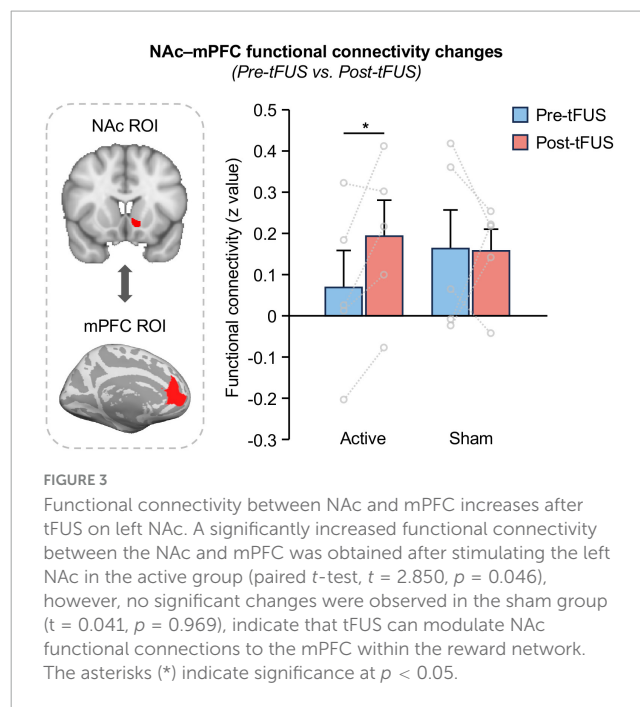 NAc–mPFC functional connectivity changes
(Pre-tFUS vs. Post-tFUS)
NAc ROI
mPFC ROI
Functional connectivity (z value)
0.5
0.4
0.3
0.2
0.1
0
-0.1
-0.2
-0.3
*
Active
Sham
Pre-tFUS
Post-tFUS
FIGURE 3
Functional connectivity between NAc and mPFC increases after
tFUS on left NAc. A significantly increased functional connectivity
between the NAc and mPFC was obtained after stimulating the left
NAc in the active group (paired t-test, t = 2.850, p = 0.046),
however, no significant changes were observed in the sham group
(t = 0.041, p = 0.969), indicate that tFUS can modulate NAc
functional connections to the mPFC within the reward network.
The asterisks (*) indicate significance at p < 0.05.